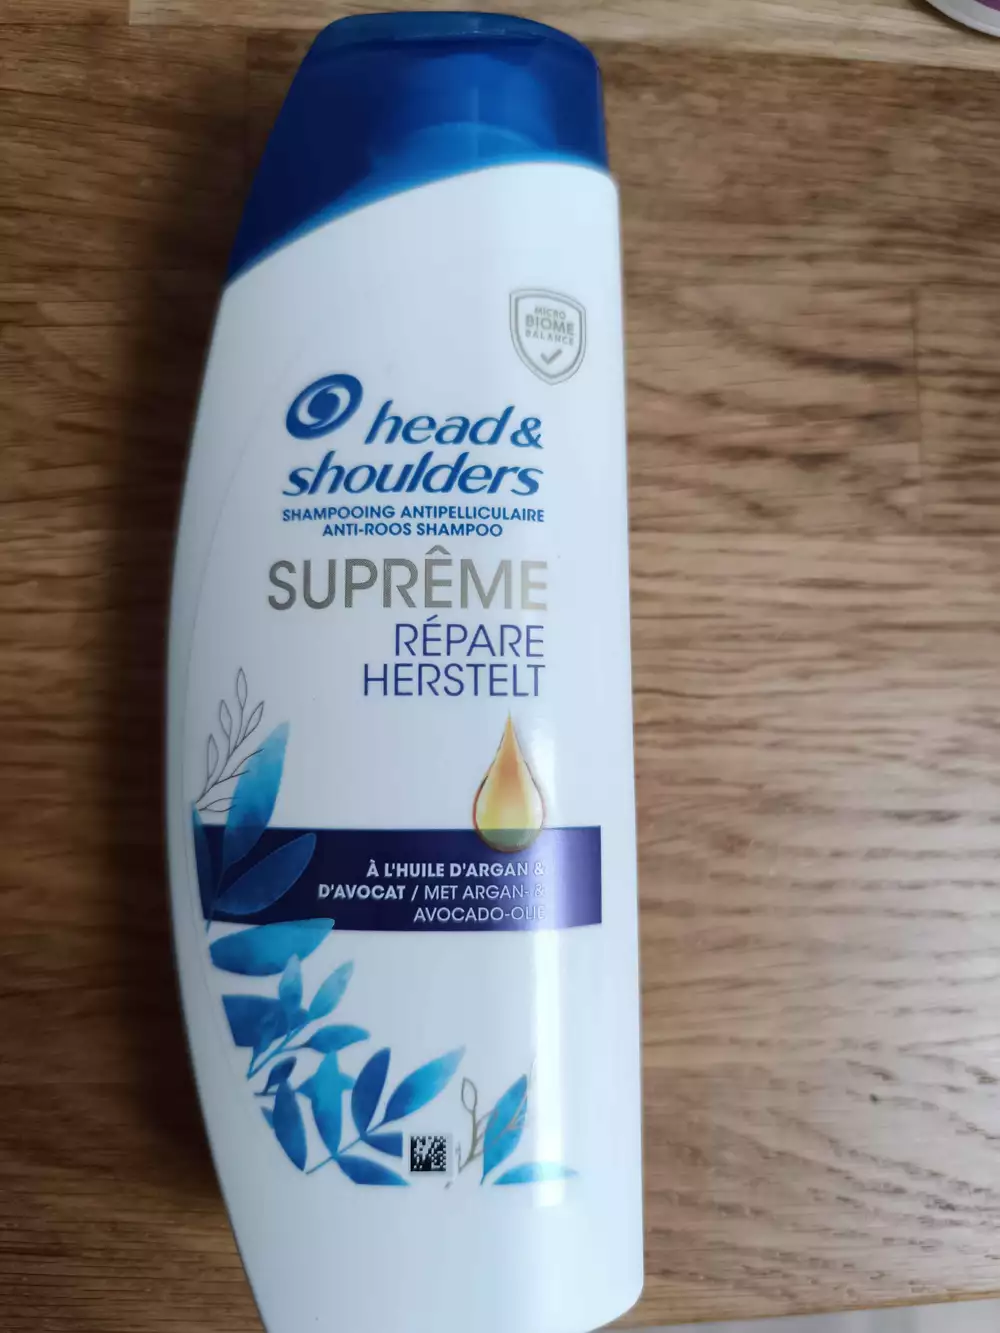 MICRO
BIOME
BALANCE
head &
shoulders
SHAMPOOING ANTIPELLICULAIRE
ANTI-ROOS SHAMPOO
SUPRÊME
RÉPARE
HERSTELT
À L'HUILE D'ARGAN &
D'AVOCAT / MET ARGAN- &
AVOCADO-OLIE